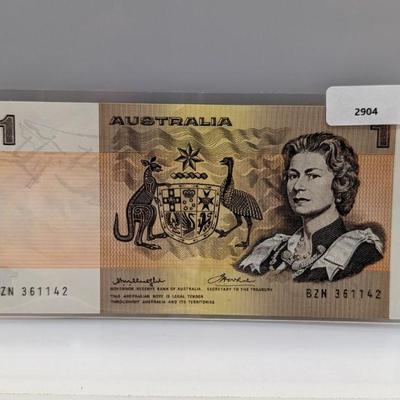 2904
AUSTRALIA
1 1
GOVERNOR RESERVE BANK OF AUSTRALIA. SECRETARY TO THE TREASURY
BZN 361142 BZN 361142
THIS AUSTRALIAN NOTE IS LEGAL TENDER
THROUGHOUT AUSTRALIA AND ITS TERRITORIES